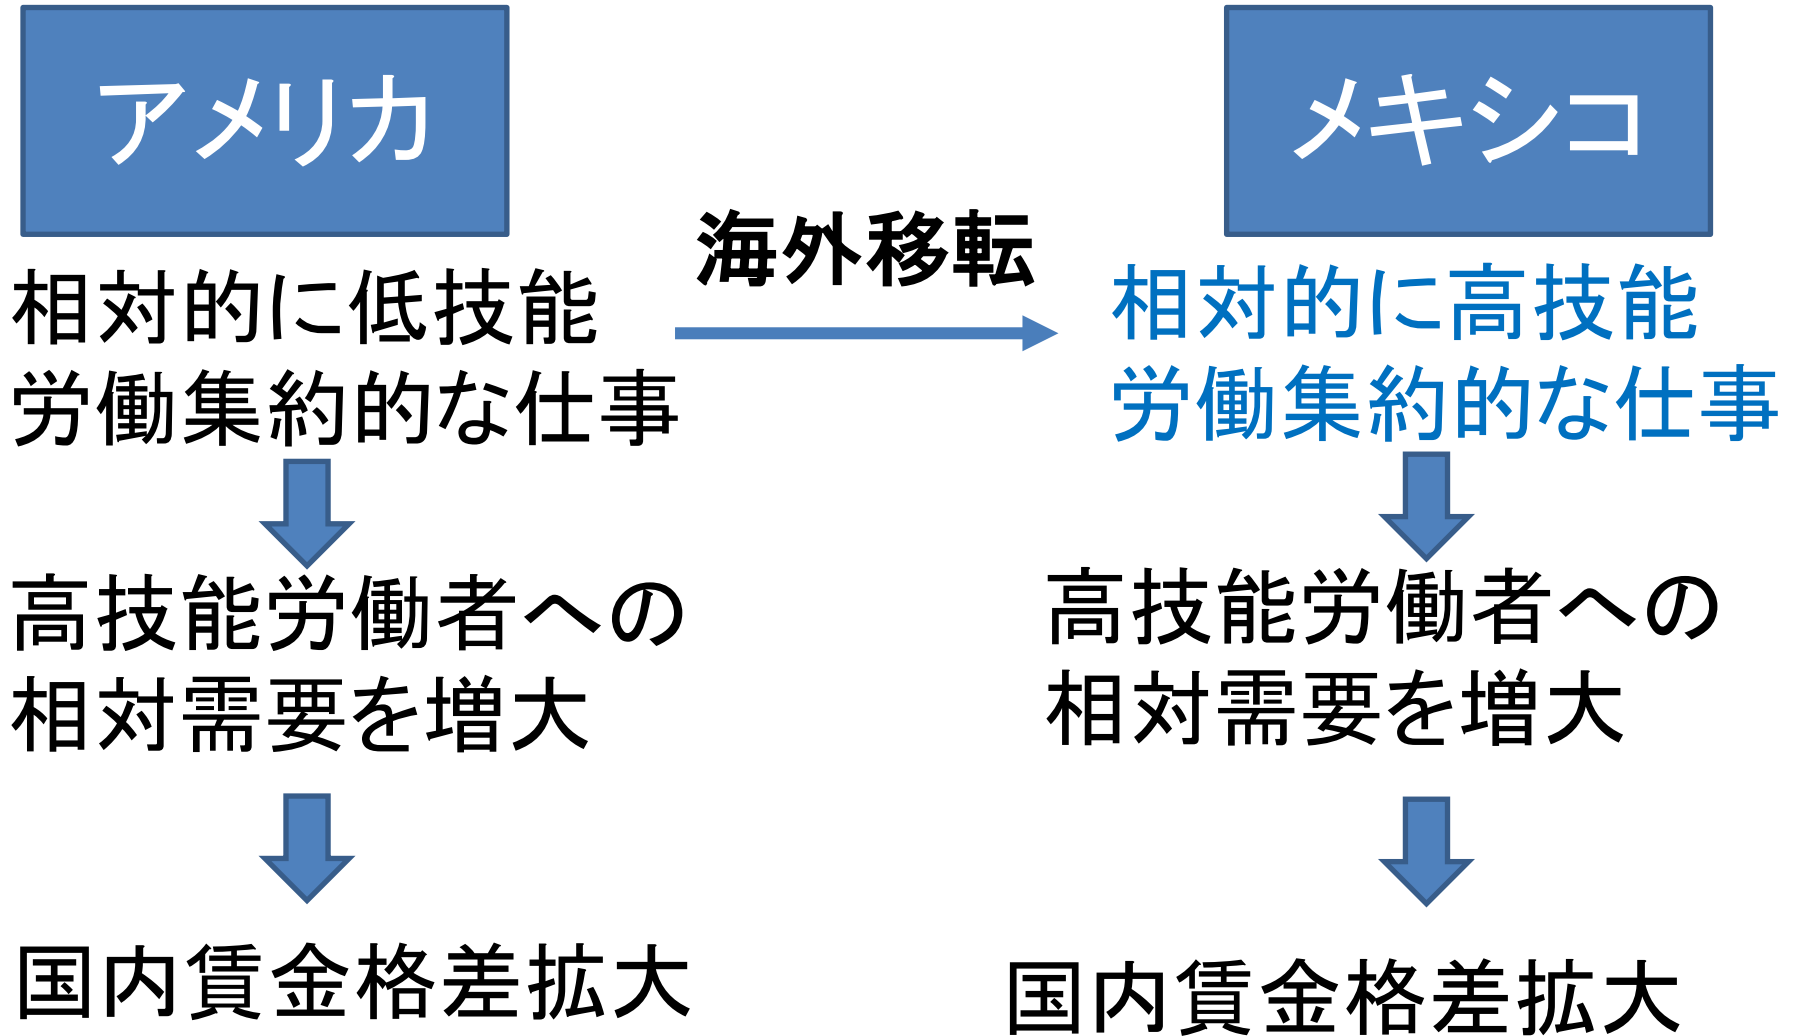 アメリカ
相対的に低技能
労働集約的な仕事
高技能労働者への
相対需要を増大
国内賃金格差拡大
海外移転
メキシコ
相対的に高技能
労働集約的な仕事
高技能労働者への
相対需要を増大
国内賃金格差拡大